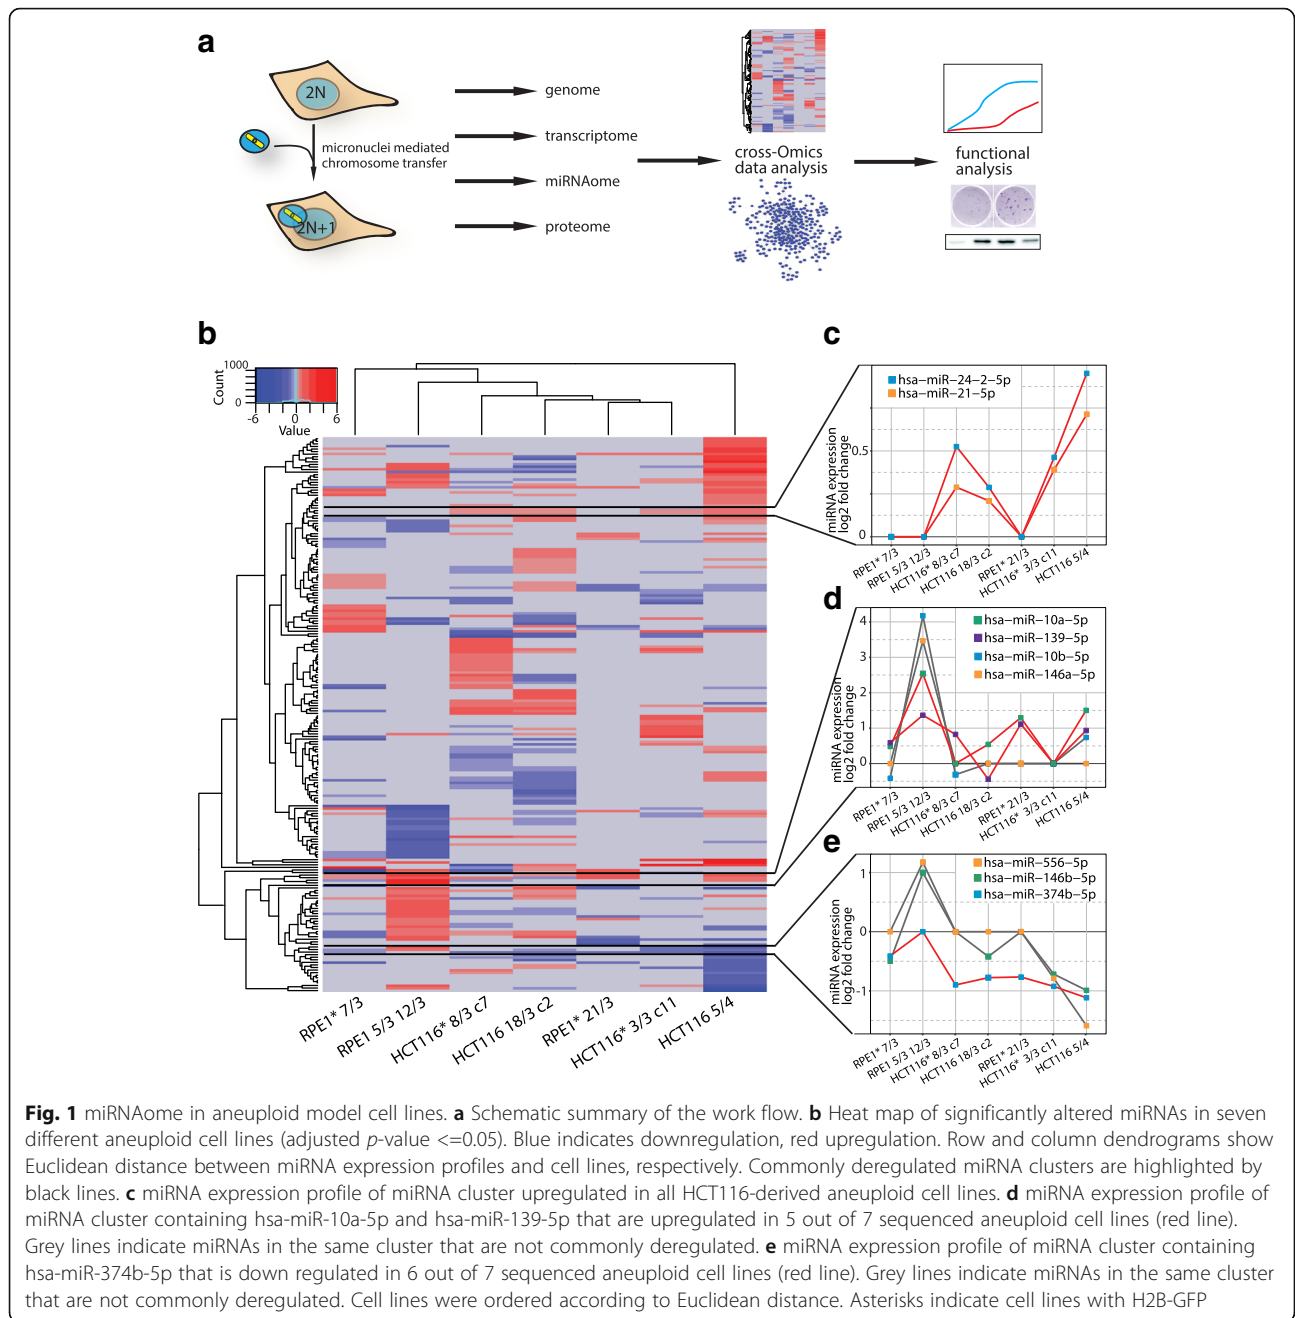 a
2N
micronuclei mediated
chromosome transfer
2N+1
genome
transcriptome
miRNAome
proteome
cross-Omics
data analysis
functional
analysis
b
1000
Count
0
-6 0 6
Value
RPE1* 7/3
RPE1 5/3 12/3
HCT116* 8/3 c7
HCT116 18/3 c2
RPE1* 21/3
HCT116* 3/3 c11
HCT116 5/4
c
hsa-miR-24-2-5p
hsa-miR-21-5p
miRNA expression
log2 fold change
0.5
0
RPE1* 7/3
RPE1 5/3 12/3
HCT116* 8/3 c7
HCT116 18/3 c2
RPE1* 21/3
HCT116* 3/3 c11
HCT116 5/4
d
hsa-miR-10a-5p
hsa-miR-139-5p
hsa-miR-10b-5p
hsa-miR-146a-5p
miRNA expression
log2 fold change
4
3
2
1
0
RPE1* 7/3
RPE1 5/3 12/3
HCT116* 8/3 c7
HCT116 18/3 c2
RPE1* 21/3
HCT116* 3/3 c11
HCT116 5/4
e
hsa-miR-556-5p
hsa-miR-146b-5p
hsa-miR-374b-5p
miRNA expression
log2 fold change
1
0
-1
RPE1* 7/3
RPE1 5/3 12/3
HCT116* 8/3 c7
HCT116 18/3 c2
RPE1* 21/3
HCT116* 3/3 c11
HCT116 5/4
Fig. 1 miRNAome in aneuploid model cell lines. a Schematic summary of the work flow. b Heat map of significantly altered miRNAs in seven
different aneuploid cell lines (adjusted p-value <=0.05). Blue indicates downregulation, red upregulation. Row and column dendrograms show
Euclidean distance between miRNA expression profiles and cell lines, respectively. Commonly deregulated miRNA clusters are highlighted by
black lines. c miRNA expression profile of miRNA cluster upregulated in all HCT116-derived aneuploid cell lines. d miRNA expression profile of
miRNA cluster containing hsa-miR-10a-5p and hsa-miR-139-5p that are upregulated in 5 out of 7 sequenced aneuploid cell lines (red line).
Grey lines indicate miRNAs in the same cluster that are not commonly deregulated. e miRNA expression profile of miRNA cluster containing
hsa-miR-374b-5p that is down regulated in 6 out of 7 sequenced aneuploid cell lines (red line). Grey lines indicate miRNAs in the same cluster
that are not commonly deregulated. Cell lines were ordered according to Euclidean distance. Asterisks indicate cell lines with H2B-GFP